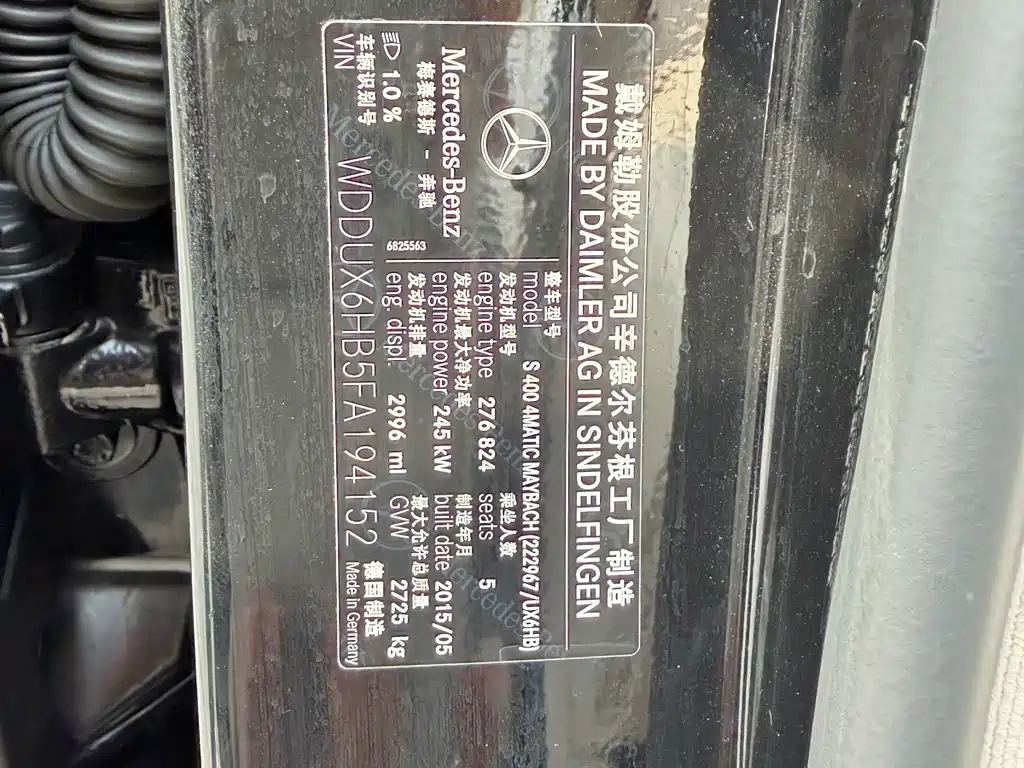 戴姆勒股份公司辛德尔芬根工厂制造
MADE BY DAIMLER AG IN SINDELFINGEN
Mercedes-Benz
梅赛德斯 - 奔驰
1.0 %
6825563
整车型号
model S 400 4MATIC MAYBACH (222967/UX6HB)
发动机型号 乘坐人数
engine type 276 824 seats 5
发动机最大净功率 制造年月
engine power 245 kW built date 2015/05
发动机排量 最大允许总质量
eng. displ. 2996 ml GVW 2725 kg
车辆识别号 德国制造
VIN WDDUX6HB5FA194152 Made in Germany